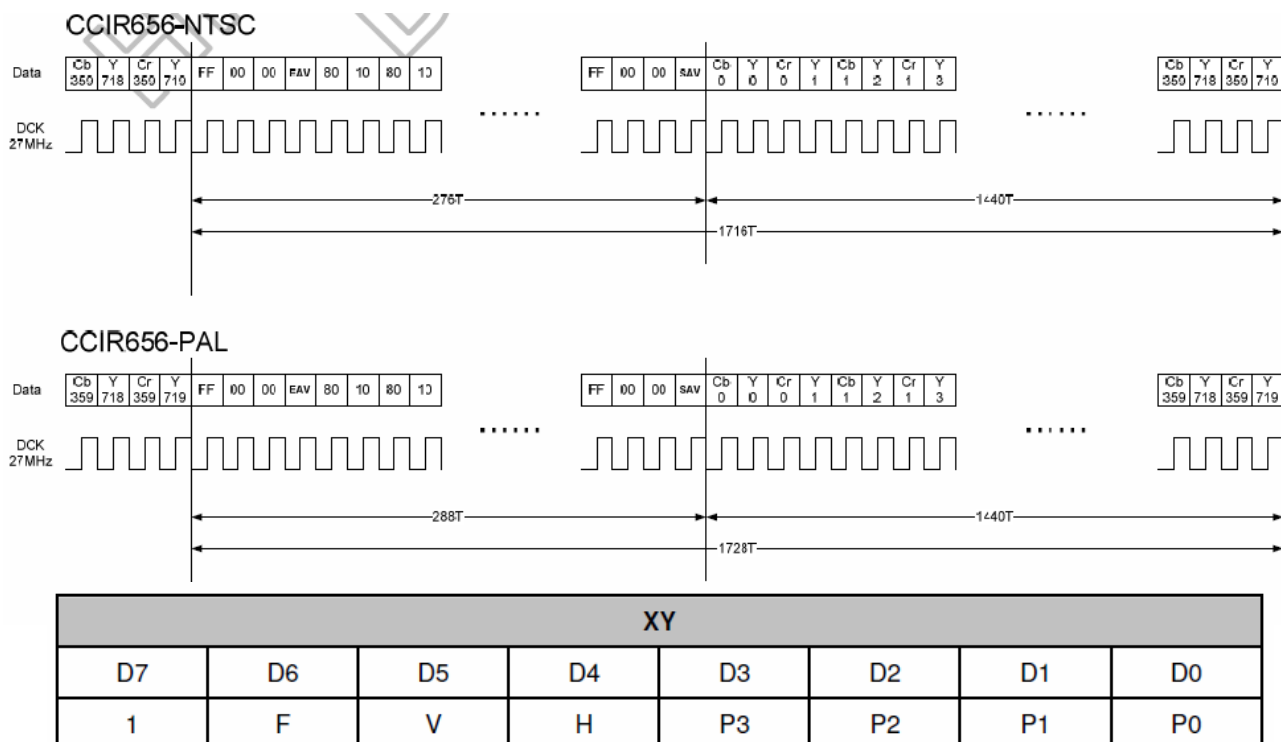 CCIR656-NTSC
Data Cb 359 Y 718 Cr 359 Y 719 FF 00 00 EAV 80 10 80 10 FF 00 00 SAV Cb 0 Y 0 Cr 0 Y 1 Cb 1 Y 2 Cr 1 Y 3 Cb 359 Y 718 Cr 359 Y 719
......
......
DCK
27MHz
276T
1440T
1716T
CCIR656-PAL
Data Cb 359 Y 718 Cr 359 Y 719 FF 00 00 EAV 80 10 80 10 FF 00 00 SAV Cb 0 Y 0 Cr 0 Y 1 Cb 1 Y 2 Cr 1 Y 3 Cb 359 Y 718 Cr 359 Y 719
......
......
DCK
27MHz
288T
1440T
1728T
XY
D7 D6 D5 D4 D3 D2 D1 D0
1 F V H P3 P2 P1 P0